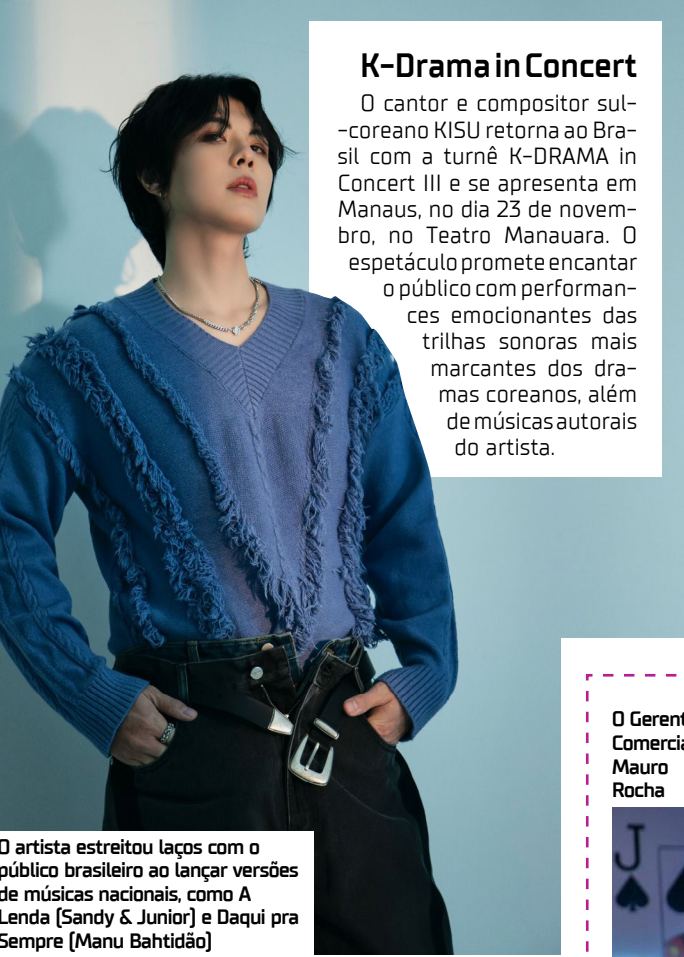 K-Drama in Concert
O cantor e compositor sul-
-coreano KISU retorna ao Bra-
sil com a turnê K-DRAMA in
Concert III e se apresenta em
Manaus, no dia 23 de novem-
bro, no Teatro Manauara. O
espetáculo promete encantar
o público com performan-
ces emocionantes das
trilhas sonoras mais
marcantes dos dra-
mas coreanos, além
de músicas autorais
do artista.
O artista estreitou laços com o
público brasileiro ao lançar versões
de músicas nacionais, como A
Lenda (Sandy & Junior) e Daqui pra
Sempre (Manu Bahtidão)
O Gerent
Comercia
Mauro
Rocha
J